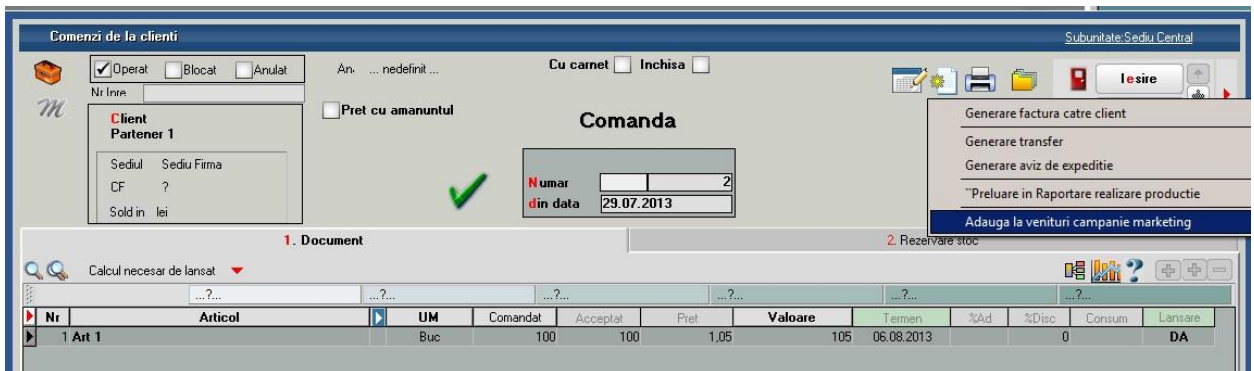 Comenzi de la clienti
Subunitate:Sediu Central
Operat Blocat Anulat
An. ... nedefinit ...
Cu carnet Inchisa
Iesire
Nr Inre
Client
Partener 1
Pret cu amanuntul
Comanda
Sediul Sediu Firma
CF ?
Sold in lei
Numar 2
din data 29.07.2013
Generare factura catre client
Generare transfer
Generare aviz de expeditie
~Preluare in Raportare realizare productie
Adauga la venituri campanie marketing
1. Document
2. Rezervare stoc
Calcul necesar de lansat
...?... ...?... ...?... ...?... ...?... ...?...
Nr Articol UM Comandat Acceptat Pret Valoare Termen %Ad %Disc Consum Lansare
1 Art 1 Buc 100 100 1,05 105 06.08.2013 0 DA